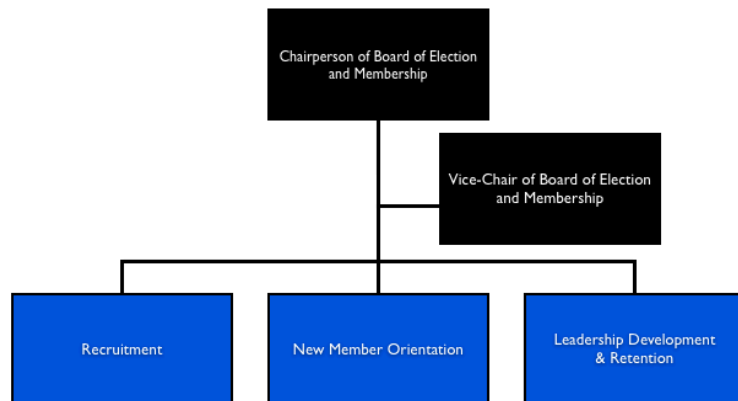 Chairperson of Board of Election
and Membership
Vice-Chair of Board of Election
and Membership
Recruitment
New Member Orientation
Leadership Development
& Retention